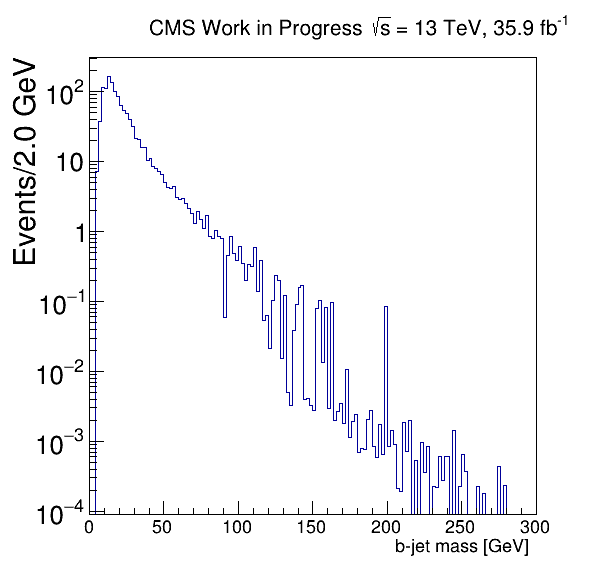 CMS Work in Progress √s = 13 TeV, 35.9 fb⁻¹
Events/2.0 GeV
10²
10
1
10⁻¹
10⁻²
10⁻³
10⁻⁴
0 50 100 150 200 250 300
b-jet mass [GeV]